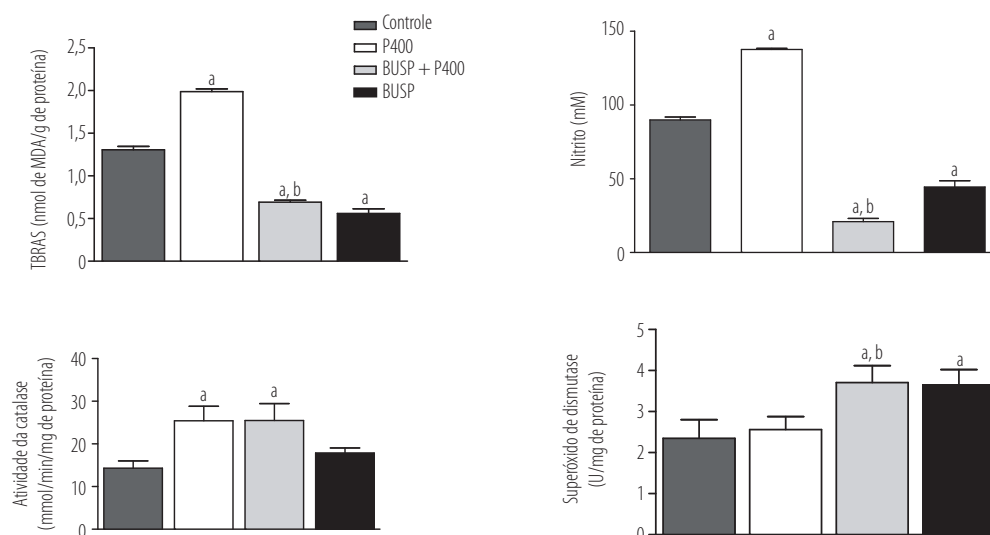 Controle
P400
BUSP + P400
BUSP
TBRAS (nmol de MDA/g de proteína)
2,5
2,0
1,5
1,0
0,5
0
a
a, b
a
Nitrito (mM)
150
100
50
0
a
a, b
a
Atividade da catalase
(mmol/min/mg de proteína)
40
30
20
10
0
a
a
Superóxido de dismutase
(U/mg de proteína)
5
4
3
2
1
0
a, b
a